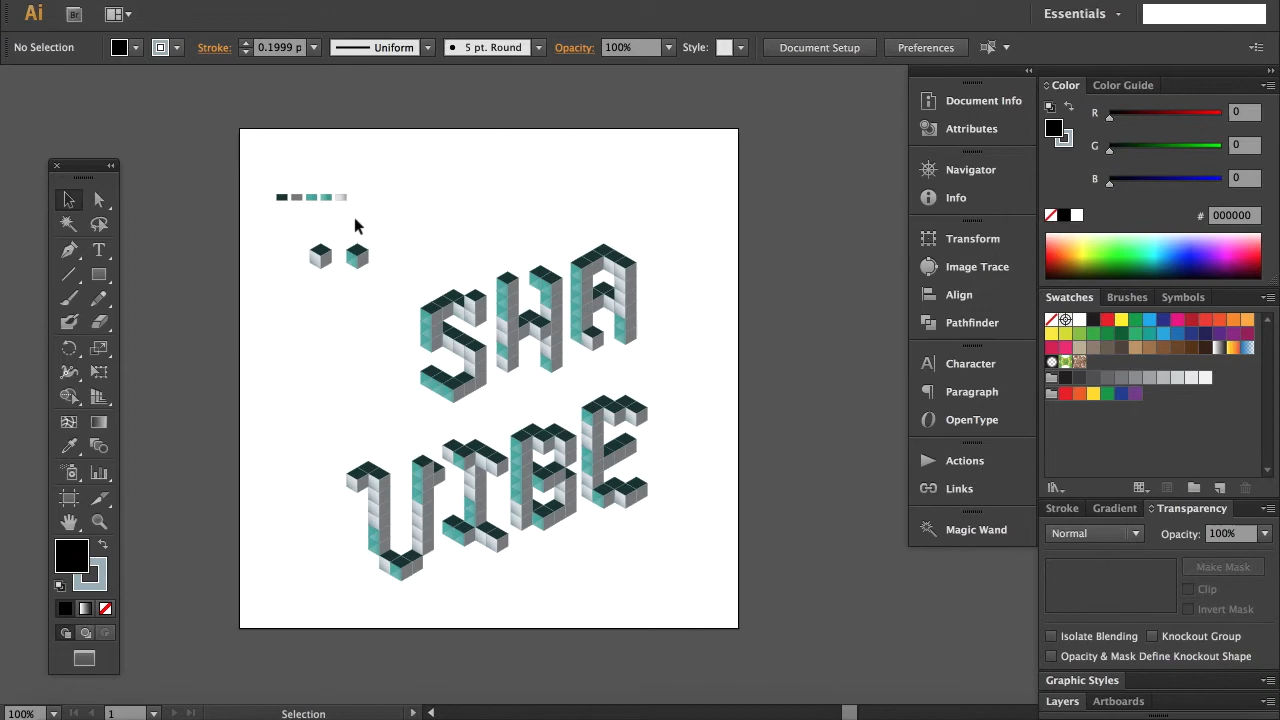 Ai Br Essentials
No Selection Stroke: 0.1999 p Uniform 5 pt. Round Opacity: 100% Style: Document Setup Preferences
Color Color Guide
R 0
G 0
B 0
# 000000
Document Info
Attributes
Navigator
Info
Transform
Image Trace
Align
Pathfinder
Character
Paragraph
OpenType
Actions
Links
Magic Wand
Swatches Brushes Symbols
Stroke Gradient Transparency
Normal Opacity: 100%
Make Mask
Clip
Invert Mask
Isolate Blending Knockout Group
Opacity & Mask Define Knockout Shape
Graphic Styles
Layers Artboards
SHA
VIBE
100% 1 Selection